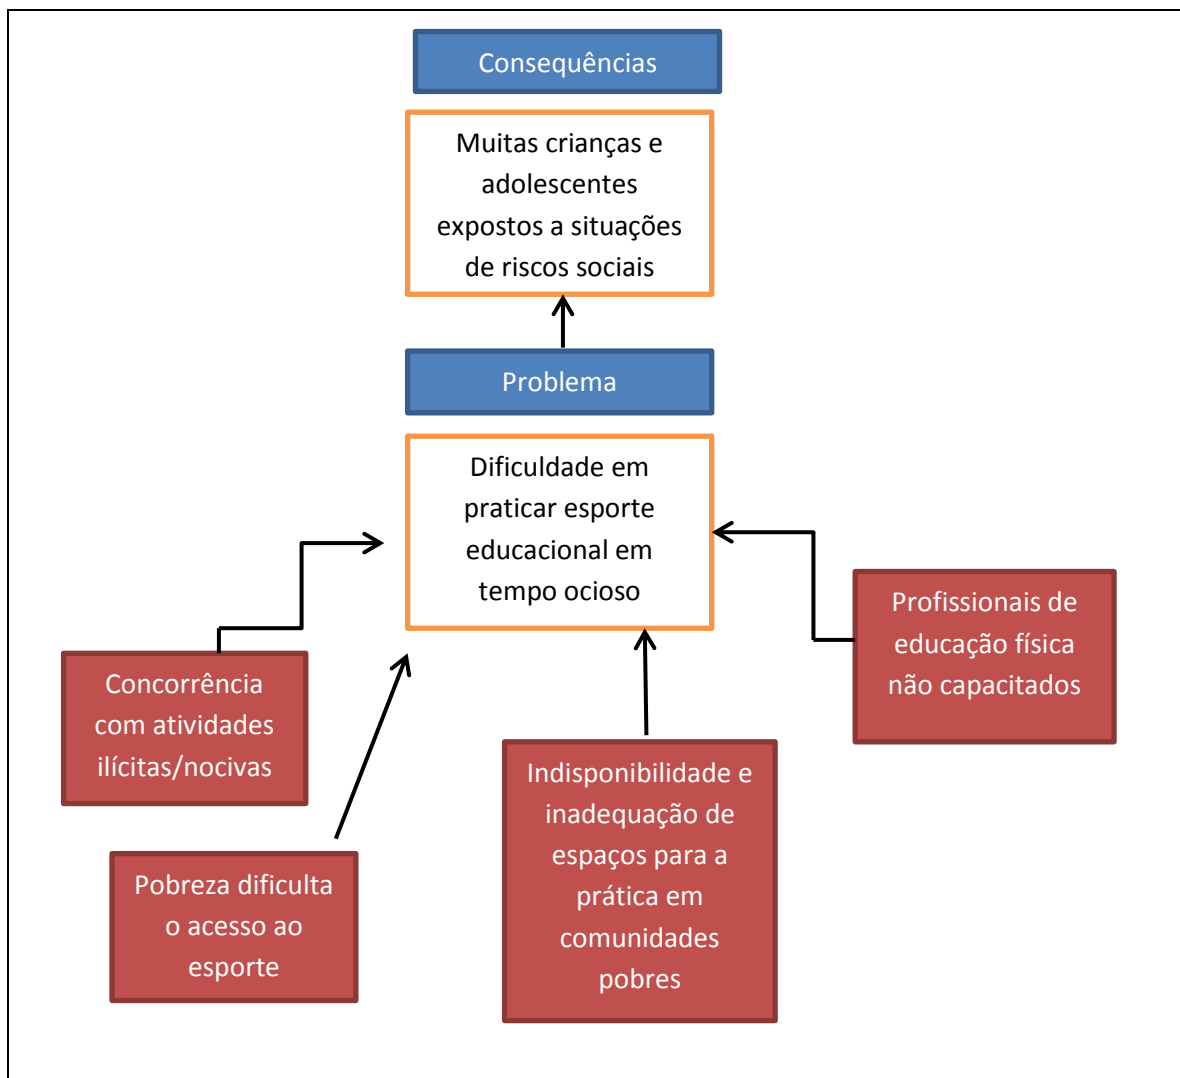 Consequências
Muitas crianças e
adolescentes
expostos a situações
de riscos sociais
Problema
Dificuldade em
praticar esporte
educacional em
tempo ocioso
Profissionais de
educação física
não capacitados
Concorrência
com atividades
ilícitas/nocivas
Indisponibilidade e
inadequação de
espaços para a
prática em
comunidades
pobres
Pobreza dificulta
o acesso ao
esporte